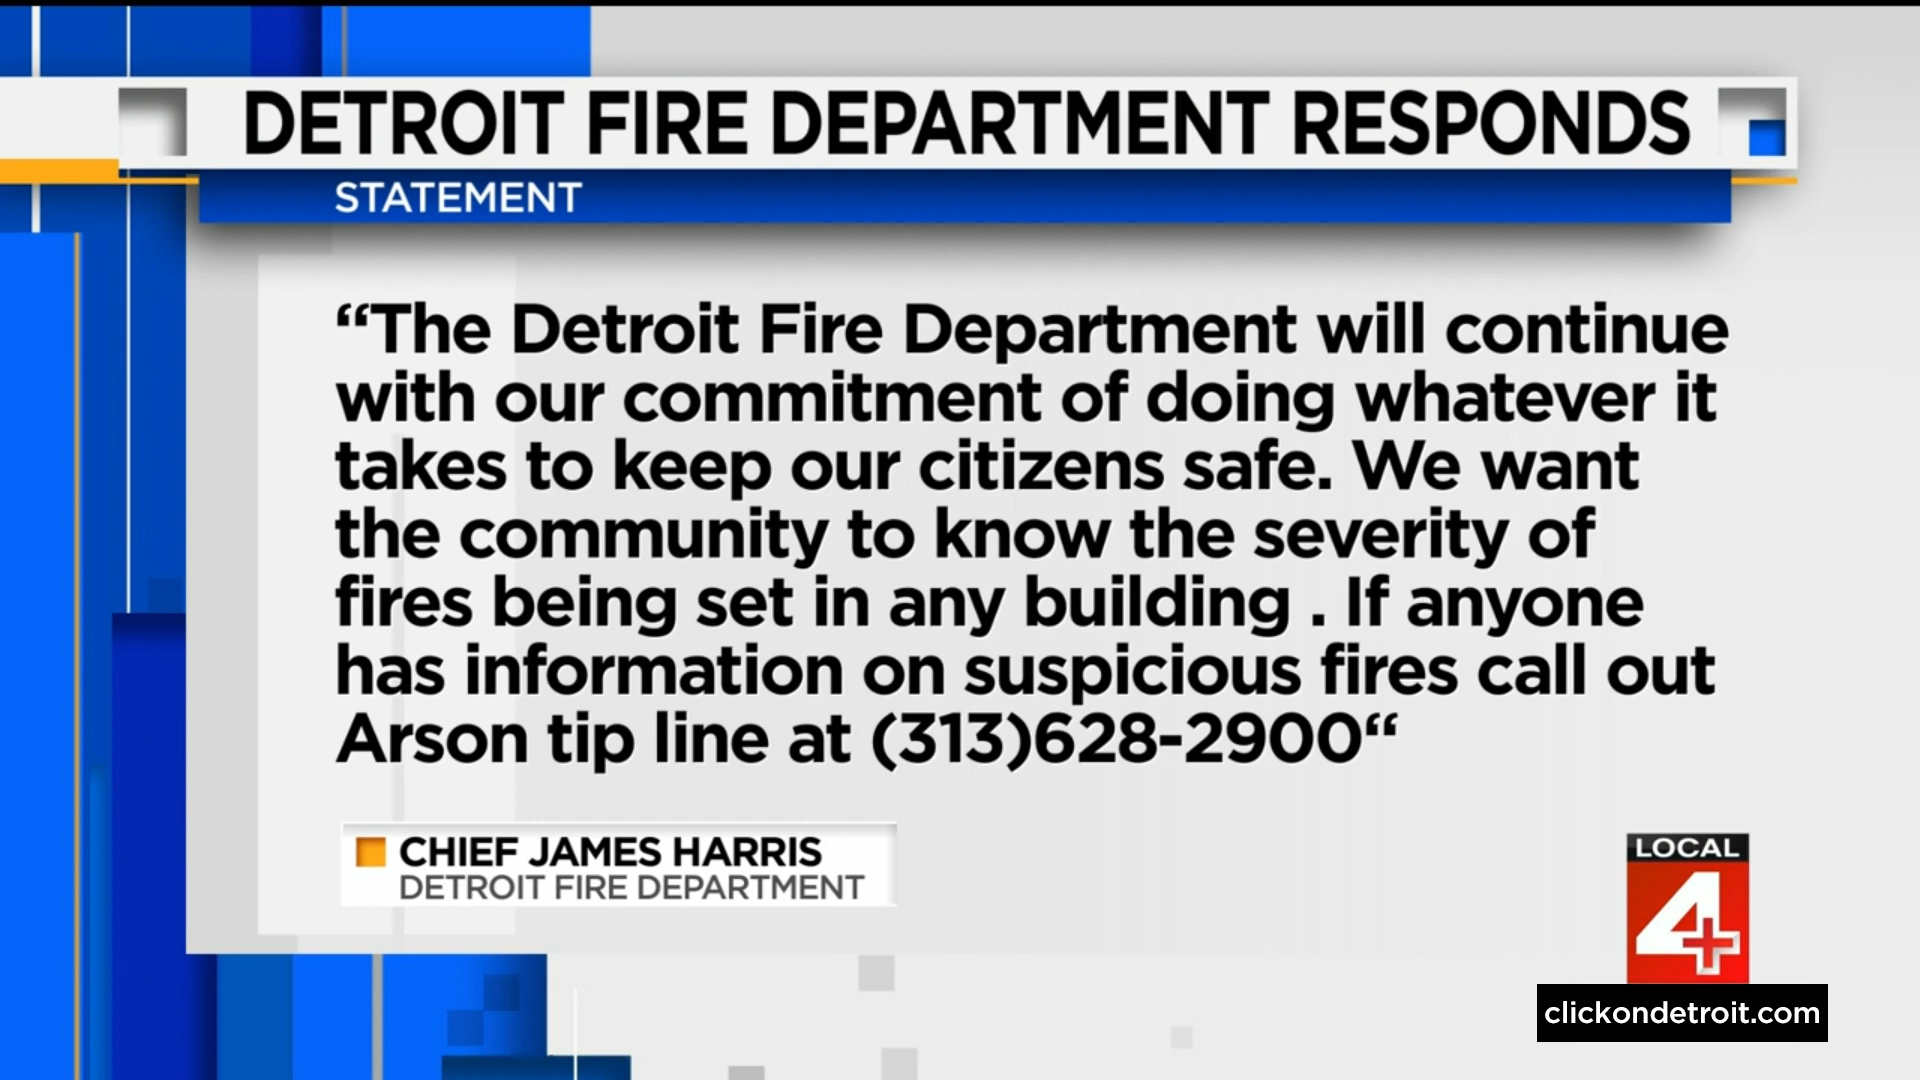 DETROIT FIRE DEPARTMENT RESPONDS
STATEMENT
“The Detroit Fire Department will continue
with our commitment of doing whatever it
takes to keep our citizens safe. We want
the community to know the severity of
fires being set in any building . If anyone
has information on suspicious fires call out
Arson tip line at (313)628-2900“
CHIEF JAMES HARRIS
DETROIT FIRE DEPARTMENT
LOCAL
4+
clickondetroit.com